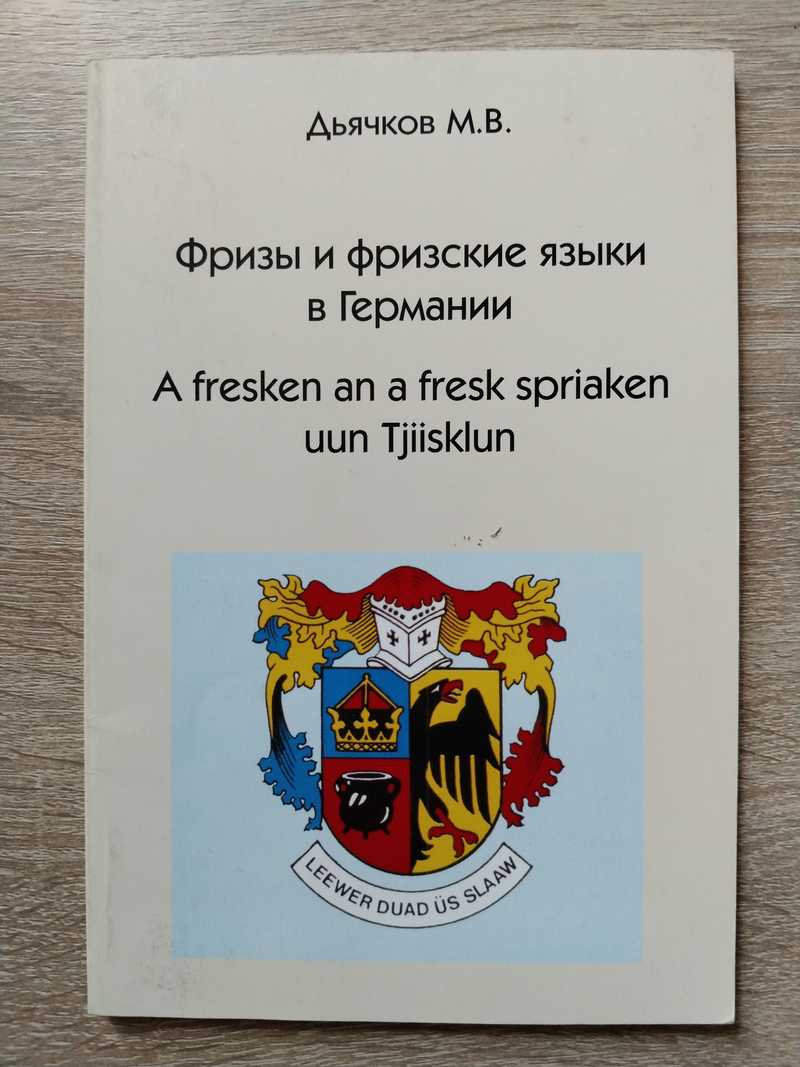 Дьячков М.В.
Фризы и фризские языки
в Германии
A fresken an a fresk spriaken
uun Tjiisklun
LEEWER DUAD ÜS SLAAW